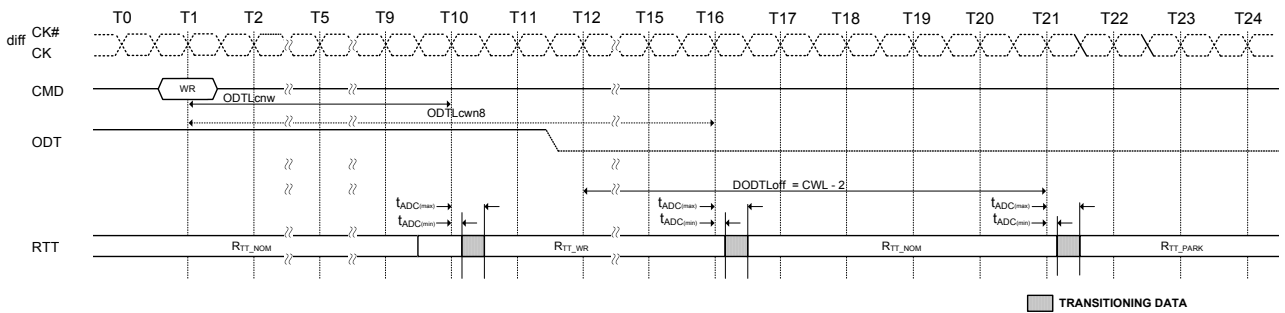 T0 T1 T2 T5 T9 T10 T11 T12 T15 T16 T17 T18 T19 T20 T21 T22 T23 T24
diff CK#
CK
CMD WR
ODTLcnw
ODTLcwn8
ODT
DODTLoff = CWL - 2
tADC(max) tADC(max) tADC(max)
tADC(min) tADC(min) tADC(min)
RTT RTT_NOM RTT_WR RTT_NOM RTT_PARK
TRANSITIONING DATA